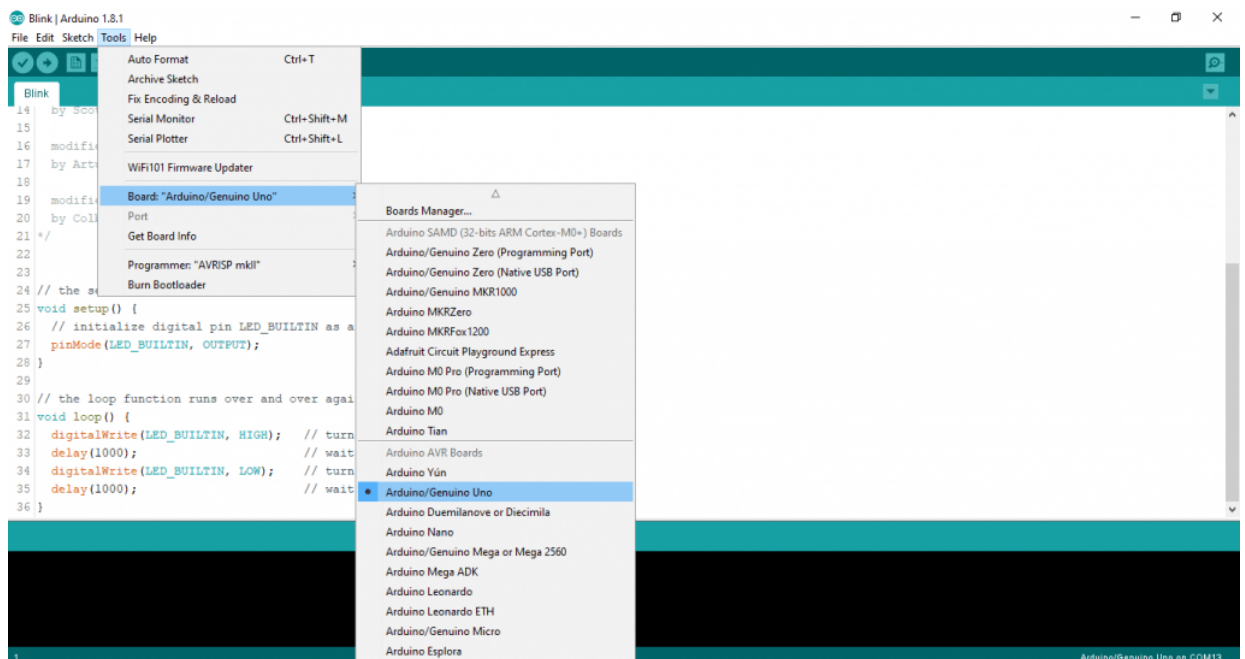 Blink | Arduino 1.8.1
File Edit Sketch Tools Help
Blink
Auto Format Ctrl+T
Archive Sketch
Fix Encoding & Reload
Serial Monitor Ctrl+Shift+M
Serial Plotter Ctrl+Shift+L
WiFi101 Firmware Updater
Board: "Arduino/Genuino Uno"
Port
Get Board Info
Programmer: "AVRISP mkII"
Burn Bootloader
Boards Manager...
Arduino SAMD (32-bits ARM Cortex-M0+) Boards
Arduino/Genuino Zero (Programming Port)
Arduino/Genuino Zero (Native USB Port)
Arduino/Genuino MKR1000
Arduino MKRZero
Arduino MKRFox1200
Adafruit Circuit Playground Express
Arduino M0 Pro (Programming Port)
Arduino M0 Pro (Native USB Port)
Arduino M0
Arduino Tian
Arduino AVR Boards
Arduino Yún
Arduino/Genuino Uno
Arduino Duemilanove or Diecimila
Arduino Nano
Arduino/Genuino Mega or Mega 2560
Arduino Mega ADK
Arduino Leonardo
Arduino Leonardo ETH
Arduino/Genuino Micro
Arduino Esplora
14 by Scot
15
16 modifi
17 by Art
18
19 modifi
20 by Col
21 */
22
23
24 // the s
25 void setup() {
26 // initialize digital pin LED_BUILTIN as a
27 pinMode(LED_BUILTIN, OUTPUT);
28 }
29
30 // the loop function runs over and over agai
31 void loop() {
32 digitalWrite(LED_BUILTIN, HIGH); // turn
33 delay(1000); // wait
34 digitalWrite(LED_BUILTIN, LOW); // turn
35 delay(1000); // wait
36 }
1
Arduino/Genuino Uno on COM13